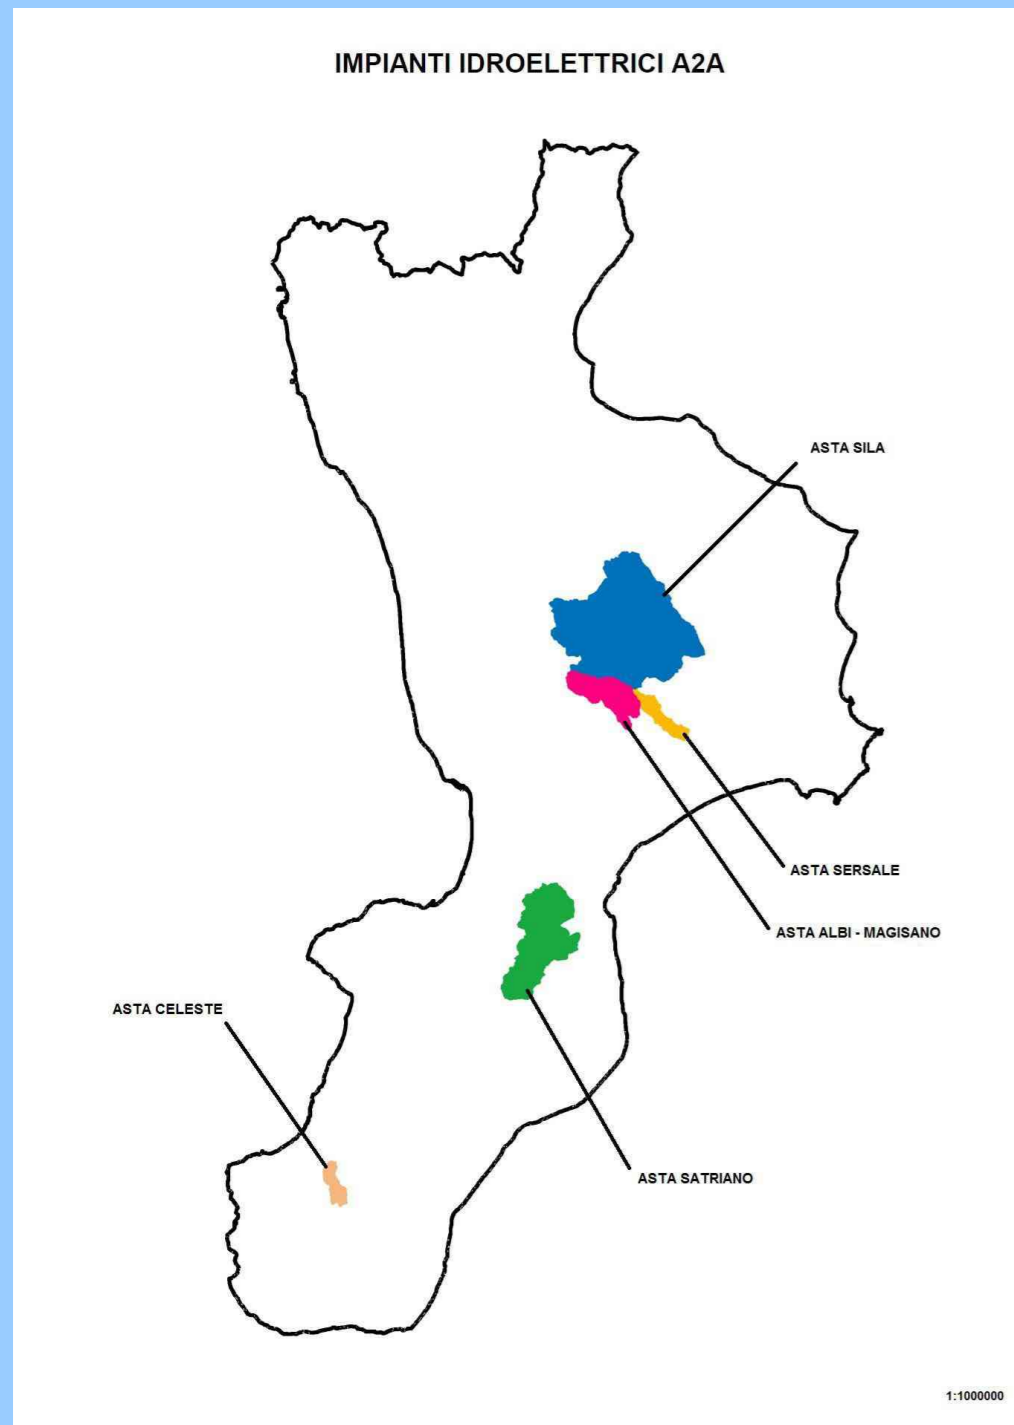 IMPIANTI IDROELETTRICI A2A
ASTA SILA
ASTA SERSALE
ASTA ALBI - MAGISANO
ASTA CELESTE
ASTA SATRIANO
1:1000000